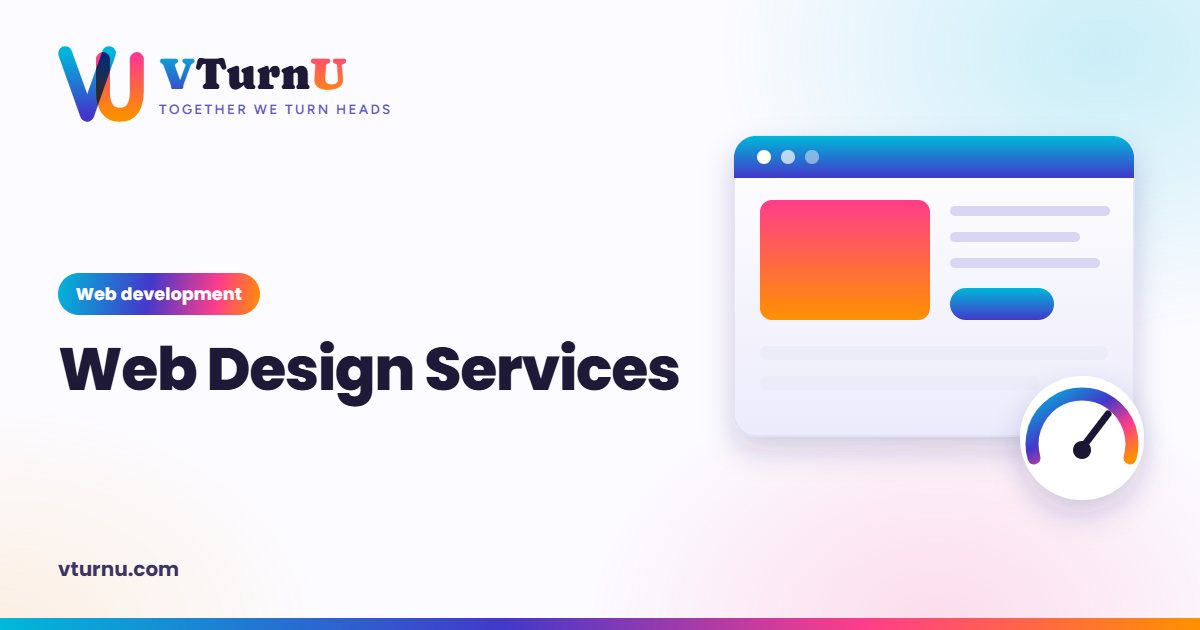 VTurnU
TOGETHER WE TURN HEADS
Web development
Web Design Services
vturnu.com